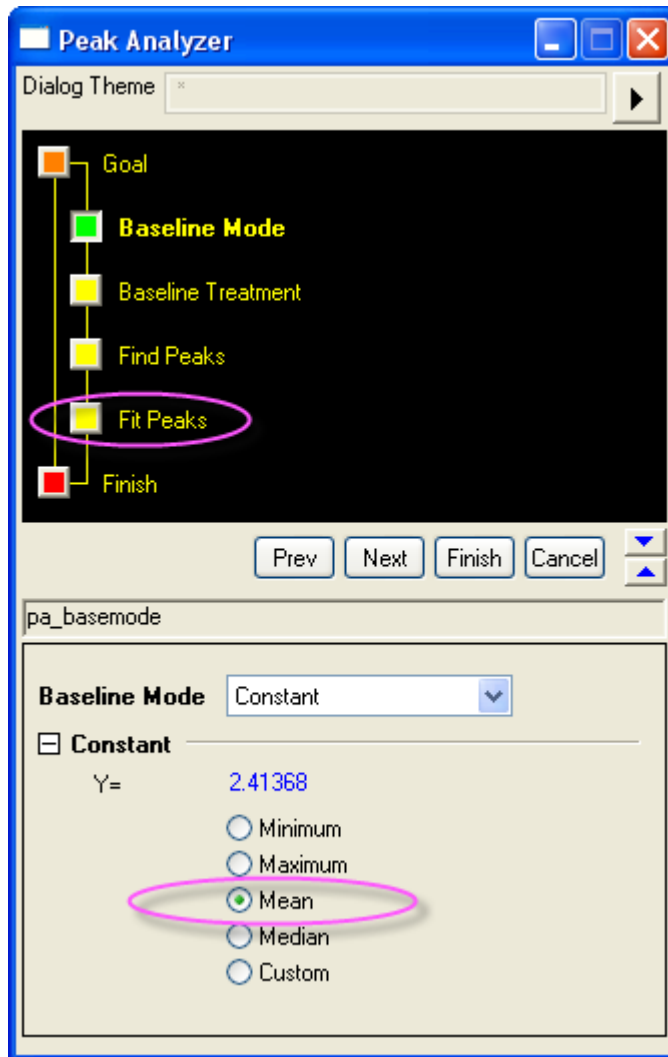 Peak Analyzer
Dialog Theme *
Goal
Baseline Mode
Baseline Treatment
Find Peaks
Fit Peaks
Finish
Prev Next Finish Cancel
pa_basemode
Baseline Mode Constant
Constant
Y= 2.41368
Minimum
Maximum
Mean
Median
Custom